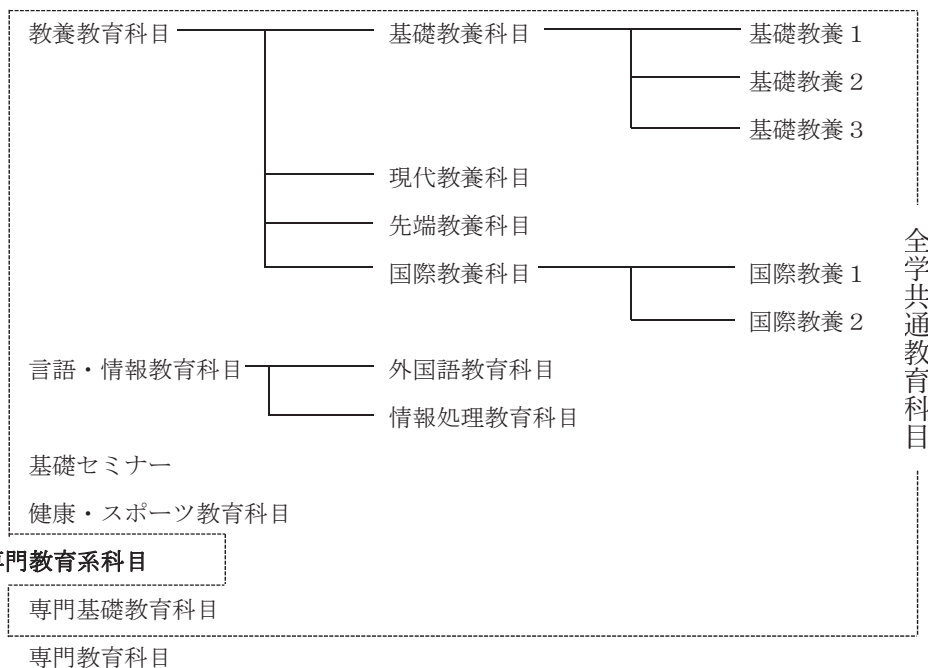 教養教育科目 基礎教養科目 基礎教養１
基礎教養２
基礎教養３
現代教養科目
先端教養科目
国際教養科目 国際教養１
国際教養２
言語・情報教育科目 外国語教育科目
情報処理教育科目
基礎セミナー
健康・スポーツ教育科目
門教育系科目
専門基礎教育科目
専門教育科目
全学共通教育科目